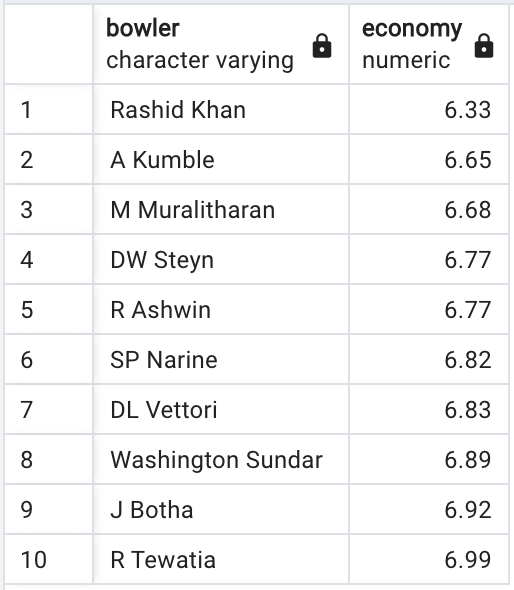 bowler economy
character varying numeric
1 Rashid Khan 6.33
2 A Kumble 6.65
3 M Muralitharan 6.68
4 DW Steyn 6.77
5 R Ashwin 6.77
6 SP Narine 6.82
7 DL Vettori 6.83
8 Washington Sundar 6.89
9 J Botha 6.92
10 R Tewatia 6.99